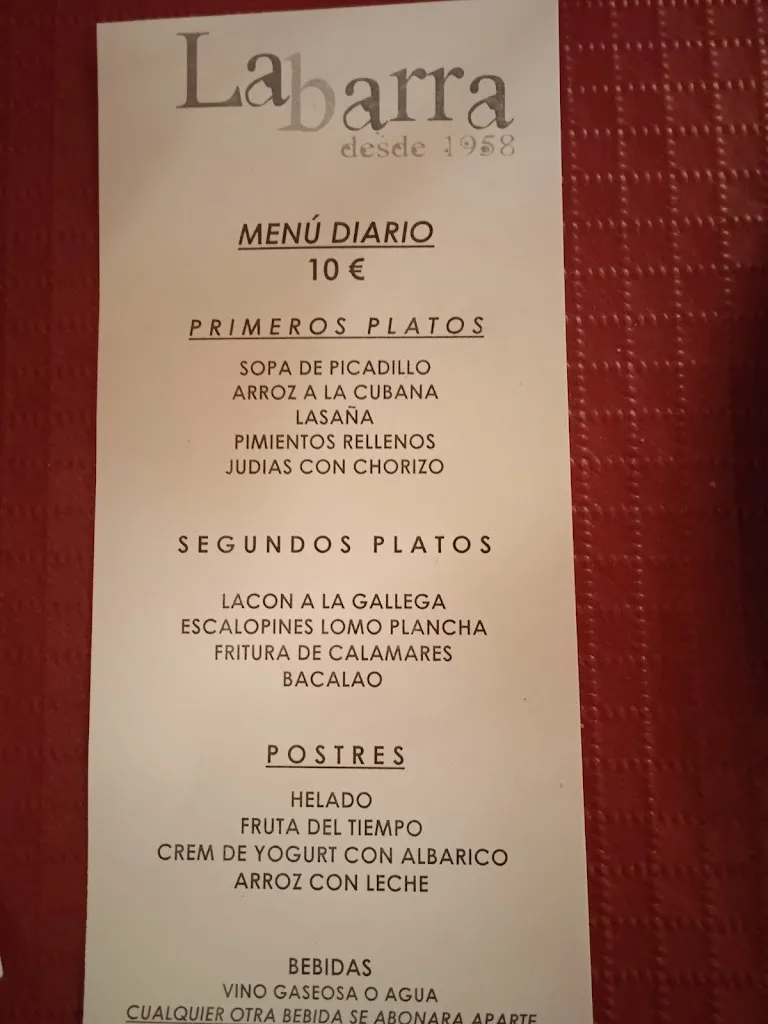 Labarra
desde 1958
MENÚ DIARIO
10 €
PRIMEROS PLATOS
SOPA DE PICADILLO
ARROZ A LA CUBANA
LASAÑA
PIMIENTOS RELLENOS
JUDIAS CON CHORIZO
SEGUNDOS PLATOS
LACON A LA GALLEGA
ESCALOPINES LOMO PLANCHA
FRITURA DE CALAMARES
BACALAO
POSTRES
HELADO
FRUTA DEL TIEMPO
CREM DE YOGURT CON ALBARICO
ARROZ CON LECHE
BEBIDAS
VINO GASEOSA O AGUA
CUALQUIER OTRA BEBIDA SE ABONARA APARTE